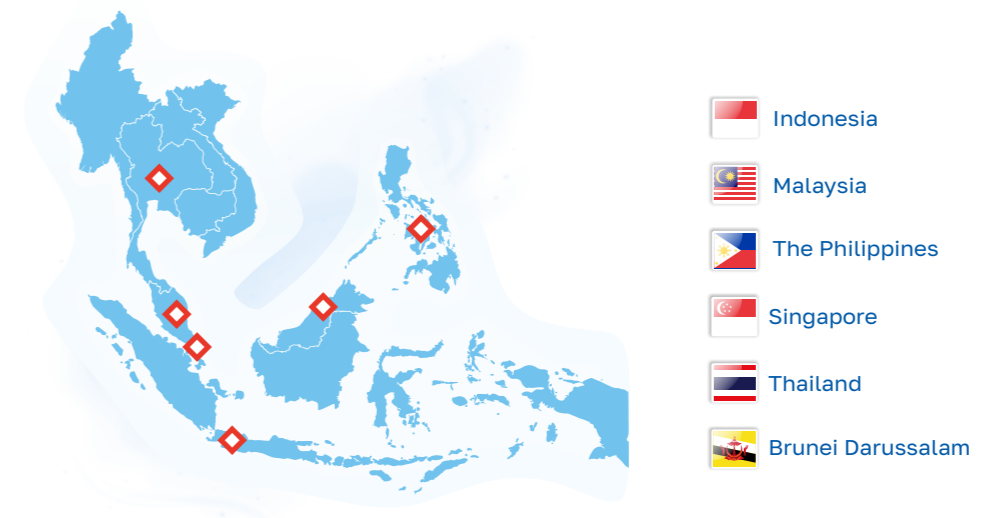 Indonesia
Malaysia
The Philippines
Singapore
Thailand
Brunei Darussalam